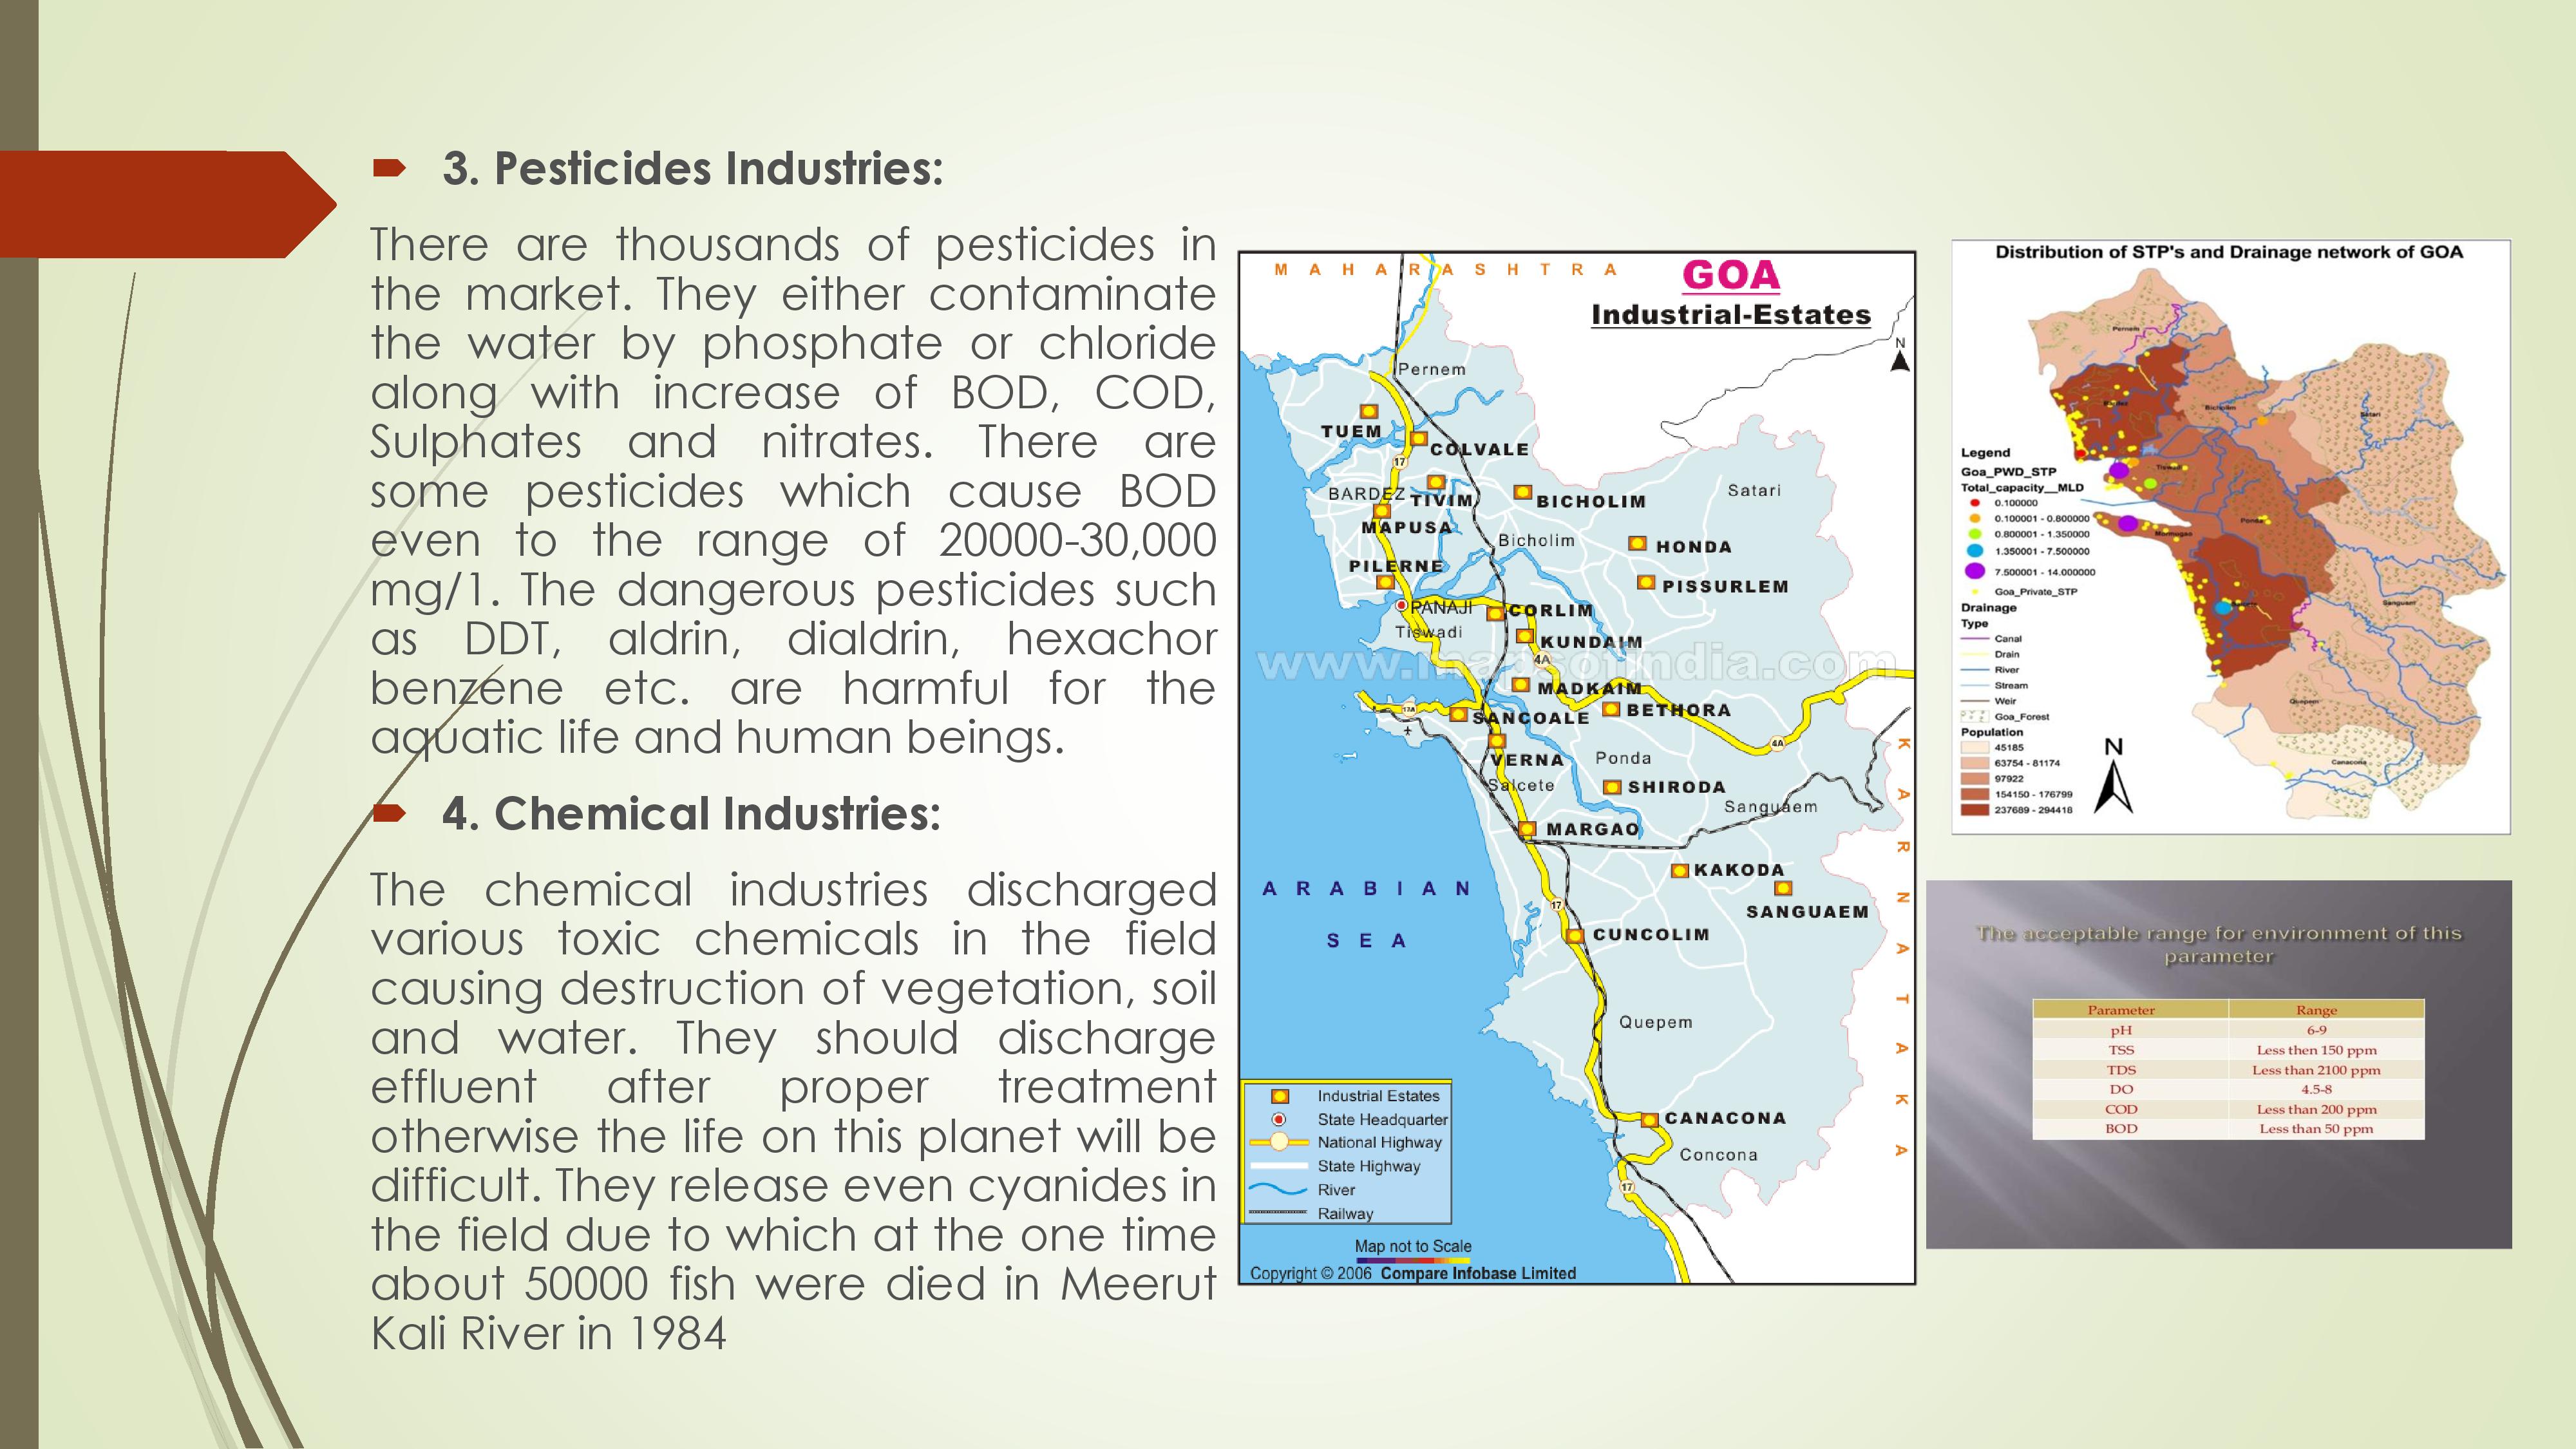 3. Pesticides Industries:
There are thousands of pesticides in
the market. They either contaminate
the water by phosphate or chloride
along with increase of BOD, COD,
Sulphates and nitrates. There are
some pesticides which cause BOD
even to the range of 20000-30,000
mg/1. The dangerous pesticides such
as DDT, aldrin, dialdrin, hexachor
benzene etc. are harmful for the
aquatic life and human beings.
4. Chemical Industries:
The chemical industries discharged
various toxic chemicals in the field
causing destruction of vegetation, soil
and water. They should discharge
effluent after proper treatment
otherwise the life on this planet will be
difficult. They release even cyanides in
the field due to which at the one time
about 50000 fish were died in Meerut
Kali River in 1984
MAHARASHTRA
GOA
Industrial-Estates
N
Pernem
TUEM
COLVALE
17
BARDEZ
TIVIM
BICHOLIM
Satari
MAPUSA
Bicholim
HONDA
PILERNE
PISSURLEM
PANAJI
CORLIM
Tiswadi
KUNDAIM
www.mapsofindia.com
4A
MADKAIM
17A
SANCOALE
BETHORA
4A
VERNA
Ponda
Salcete
SHIRODA
Sanguaem
MARGAO
KAKODA
ARABIAN
SEA
SANGUAEM
17
CUNCOLIM
Quepem
CANACONA
Concona
17
KARNATAKA
Industrial Estates
State Headquarter
National Highway
State Highway
River
Railway
Map not to Scale
Copyright © 2006 Compare Infobase Limited
Distribution of STP's and Drainage network of GOA
Pernem
Bicholim
Satari
Ponda
Mormugao
Sanguem
Quepem
Canacona
Legend
Goa_PWD_STP
Total_capacity__MLD
0.100000
0.100001 - 0.800000
0.800001 - 1.350000
1.350001 - 7.500000
7.500001 - 14.000000
Goa_Private_STP
Drainage
Type
Canal
Drain
River
Stream
Weir
Goa_Forest
Population
45185
63754 - 81174
97922
154150 - 176799
237689 - 294418
N
The acceptable range for environment of this
parameter
Parameter Range
pH 6-9
TSS Less then 150 ppm
TDS Less than 2100 ppm
DO 4.5-8
COD Less than 200 ppm
BOD Less than 50 ppm